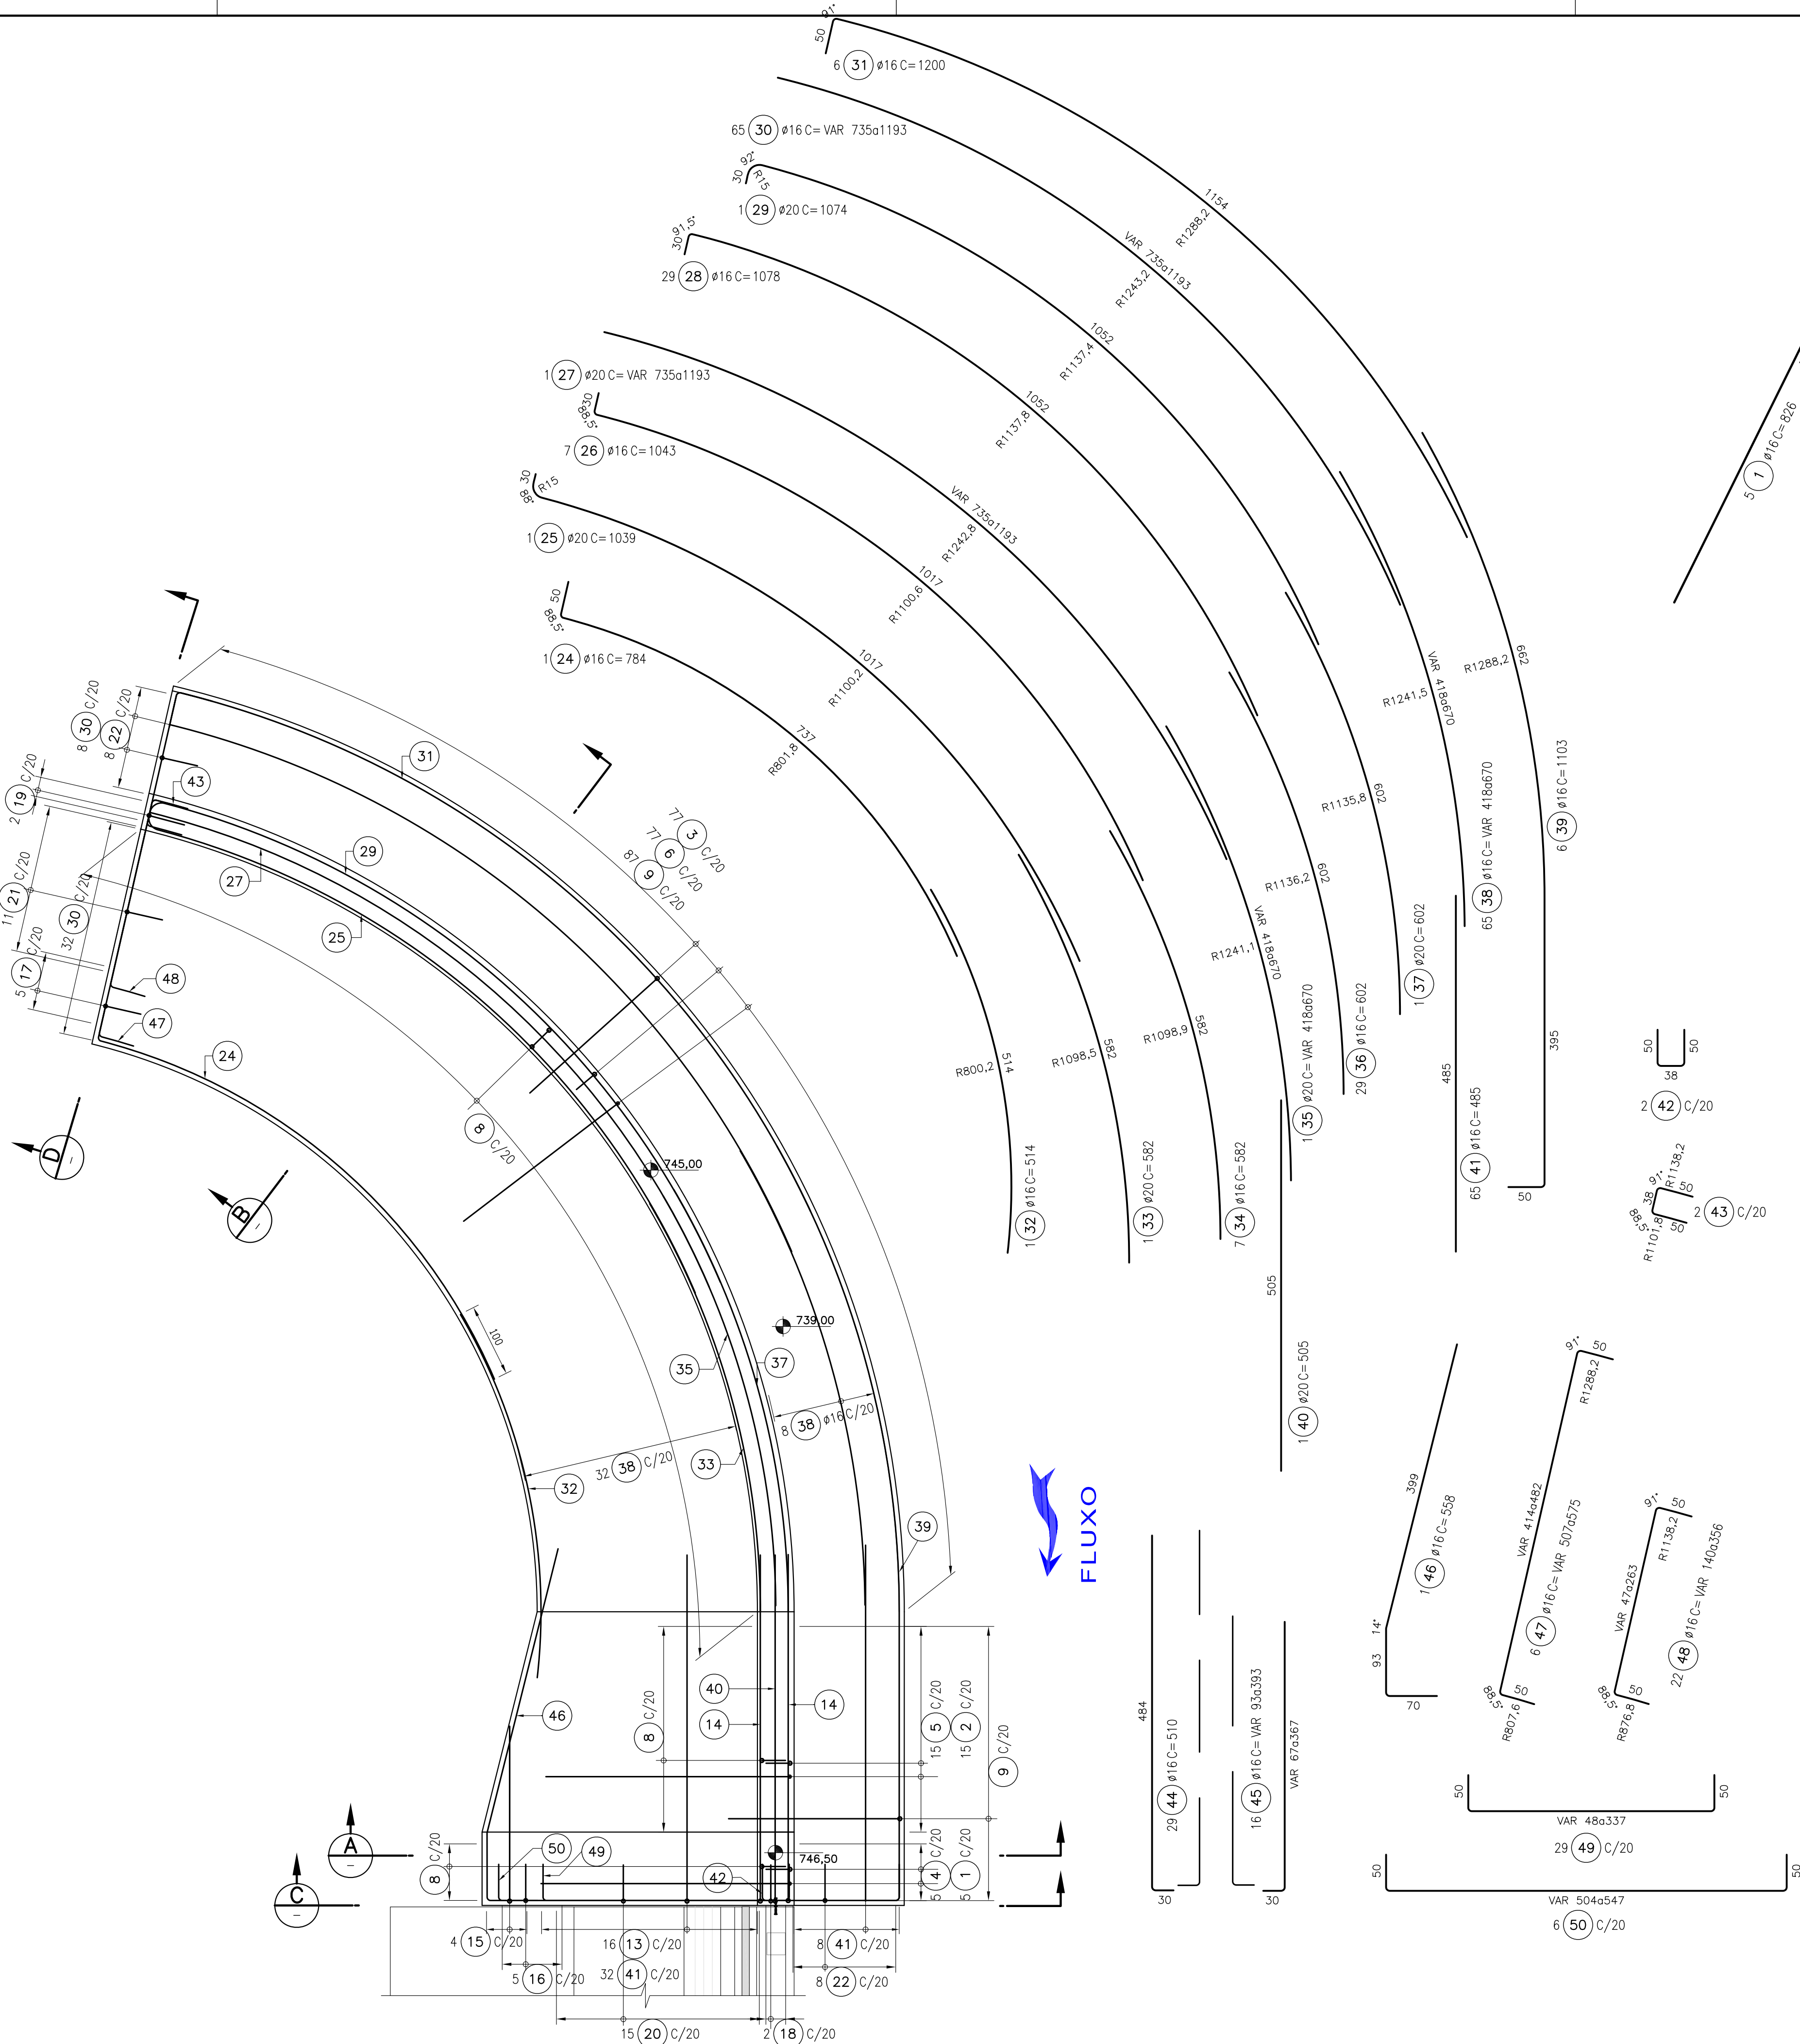 91°
50
6 31 ø16 C=1200
1154
R1288,2
65 30 ø16 C= VAR 735a1193
VAR 735a1193
R1243,2
92°
30
R15
1 29 ø20 C=1074
1052
R1137,4
91,5°
30
29 28 ø16 C=1078
1052
R1137,8
1 27 ø20 C= VAR 735a1193
VAR 735a1193
R1242,8
30
88,5°
7 26 ø16 C=1043
1017
R1100,6
30
88°
R15
1 25 ø20 C=1039
1017
R1100,2
50
88,5°
1 24 ø16 C=784
737
R801,8
5 1 ø16 C=826
662
R1288,2
395
50
6 39 ø16 C=1103
VAR 418a670
R1241,5
65 38 ø16 C= VAR 418a670
602
R1135,8
1 37 ø20 C=602
602
R1136,2
29 36 ø16 C=602
VAR 418a670
R1241,1
1 35 ø20 C= VAR 418a670
582
R1098,9
7 34 ø16 C=582
582
R1098,5
1 33 ø20 C=582
514
R800,2
1 32 ø16 C=514
485
65 41 ø16 C=485
505
1 40 ø20 C=505
50
50
38
2 42 C/20
91°
R1138,2
50
38
88,5°
50
R1101,8
2 43 C/20
8 30 C/20
8 22 C/20
2 19 C/20
11 21 C/20
32 30 C/20
5 17 C/20
43
31
29
27
25
48
47
24
77 3 C/20
77 6 C/20
87 9 C/20
8 C/20
D
–
B
–
745,00
739,00
100
35
37
8 38 ø16 C/20
32 38 C/20
33
32
39
FLUXO
46
40
14
14
8 C/20
15 5 C/20
15 2 C/20
9 C/20
A
–
C
–
8 C/20
50
49
42
746,50
5 4 C/20
5 1 C/20
4 15 C/20
16 13 C/20
8 41 C/20
5 16 C/20
32 41 C/20
8 22 C/20
15 20 C/20
2 18 C/20
484
30
29 44 ø16 C=510
16 45 ø16 C= VAR 93a393
VAR 67a367
30
399
14°
93
70
1 46 ø16 C=558
91°
50
R1288,2
VAR 414a482
88,5°
50
R807,6
6 47 ø16 C= VAR 507a575
91°
50
R1138,2
VAR 47a263
88,5°
50
R876,8
22 48 ø16 C= VAR 140a356
50
50
VAR 48a337
29 49 C/20
50
50
VAR 504a547
6 50 C/20